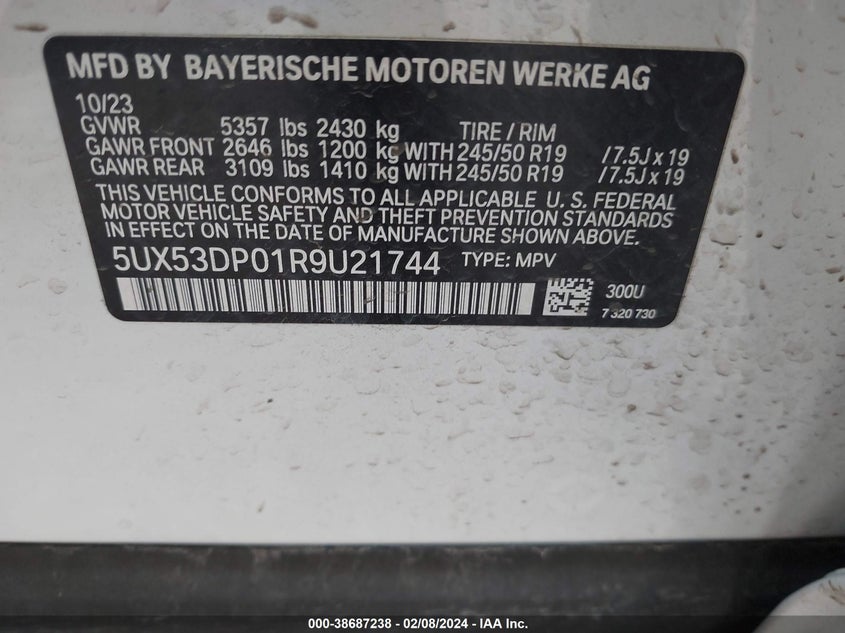 MFD BY BAYERISCHE MOTOREN WERKE AG
10/23
GVWR 5357 lbs 2430 kg TIRE / RIM
GAWR FRONT 2646 lbs 1200 kg WITH 245/50 R19 /7.5J x 19
GAWR REAR 3109 lbs 1410 kg WITH 245/50 R19 /7.5J x 19
THIS VEHICLE CONFORMS TO ALL APPLICABLE U. S. FEDERAL
MOTOR VEHICLE SAFETY AND THEFT PREVENTION STANDARDS
IN EFFECT ON THE DATE OF MANUFACTURE SHOWN ABOVE.
5UX53DP01R9U21744 TYPE: MPV
300U
7 320 730
000-38687238 - 02/08/2024 - IAA Inc.